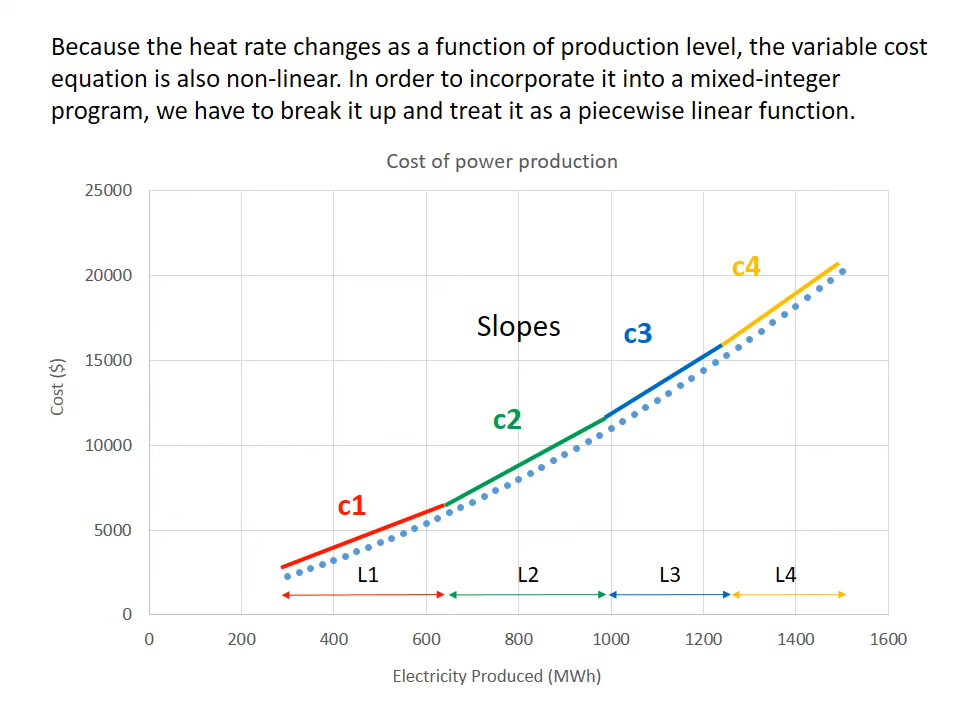 Because the heat rate changes as a function of production level, the variable cost
equation is also non-linear. In order to incorporate it into a mixed-integer
program, we have to break it up and treat it as a piecewise linear function.
Cost of power production
25000
20000
15000
10000
5000
0
Cost ($)
c4
Slopes
c3
c2
c1
L1 L2 L3 L4
0 200 400 600 800 1000 1200 1400 1600
Electricity Produced (MWh)